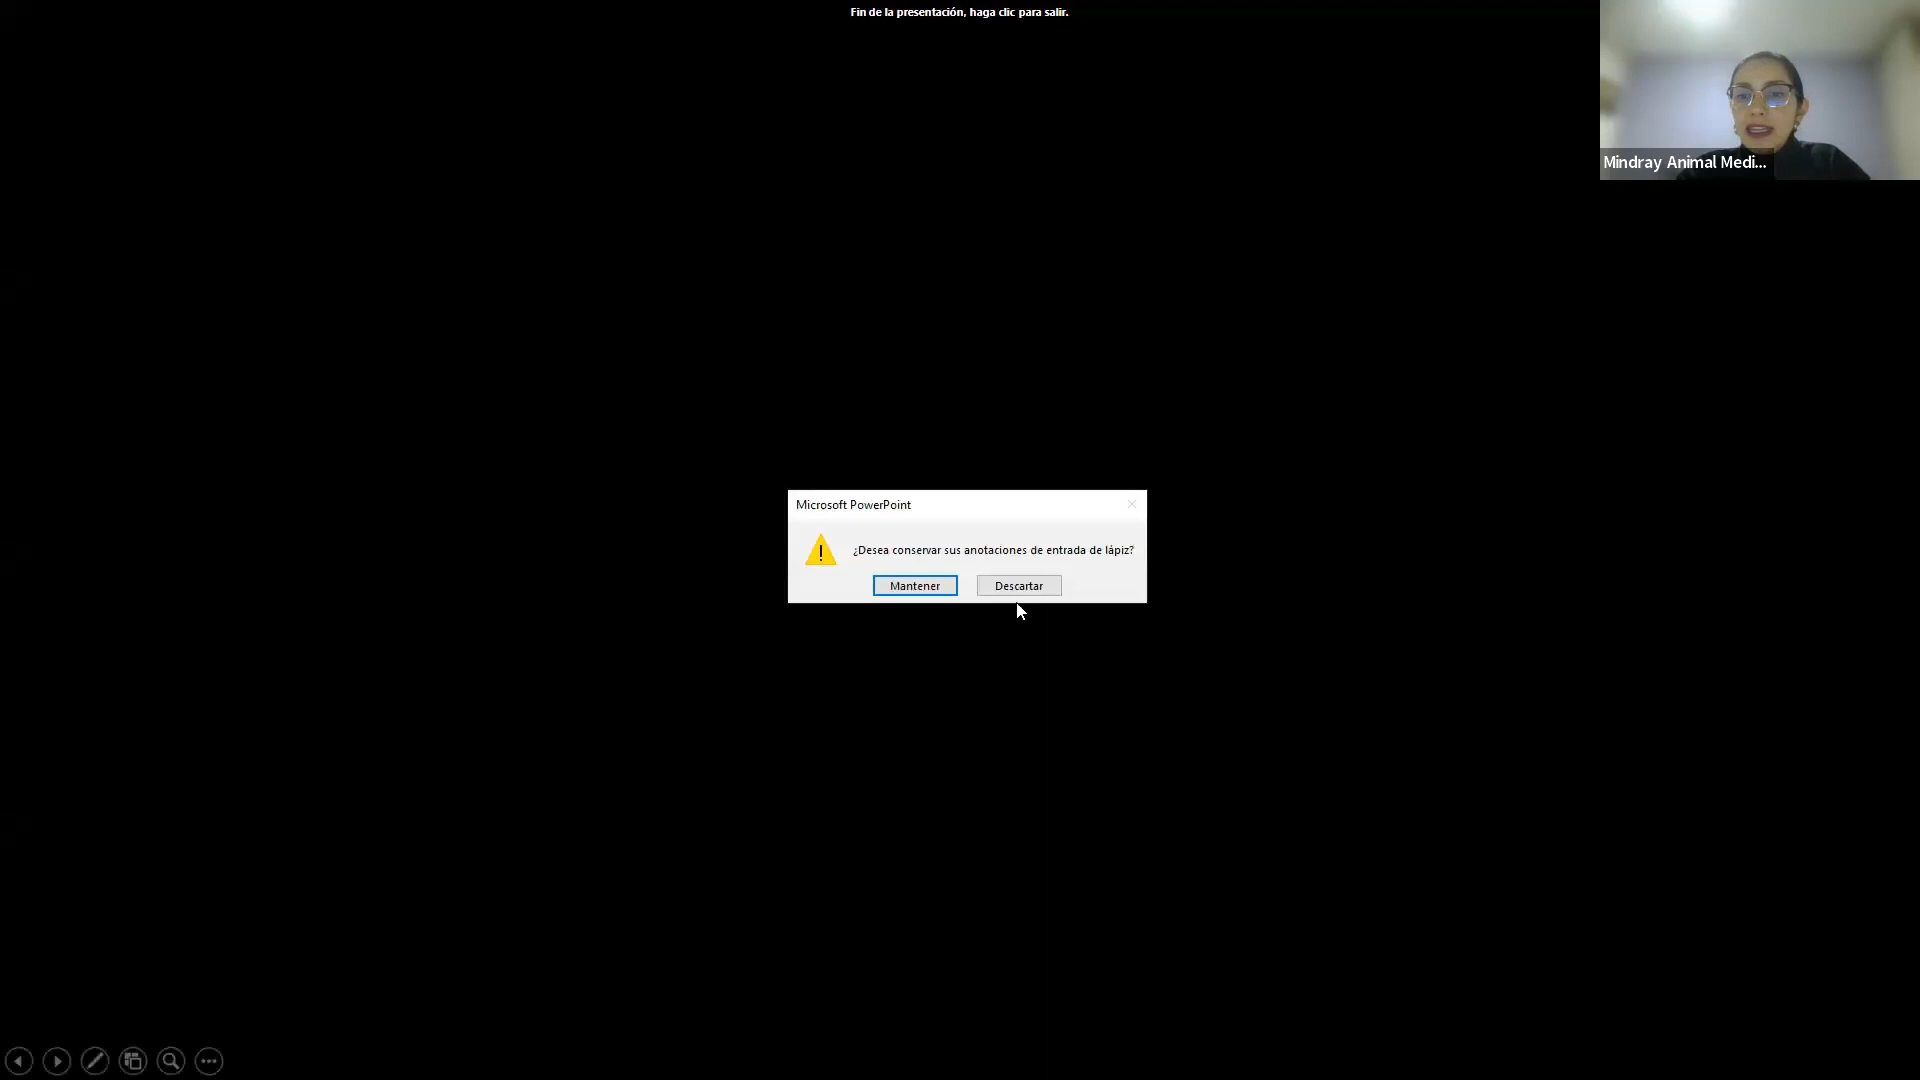 Fin de la presentación, haga clic para salir.
Mindray Animal Medi...
Microsoft PowerPoint
¿Desea conservar sus anotaciones de entrada de lápiz?
Mantener
Descartar